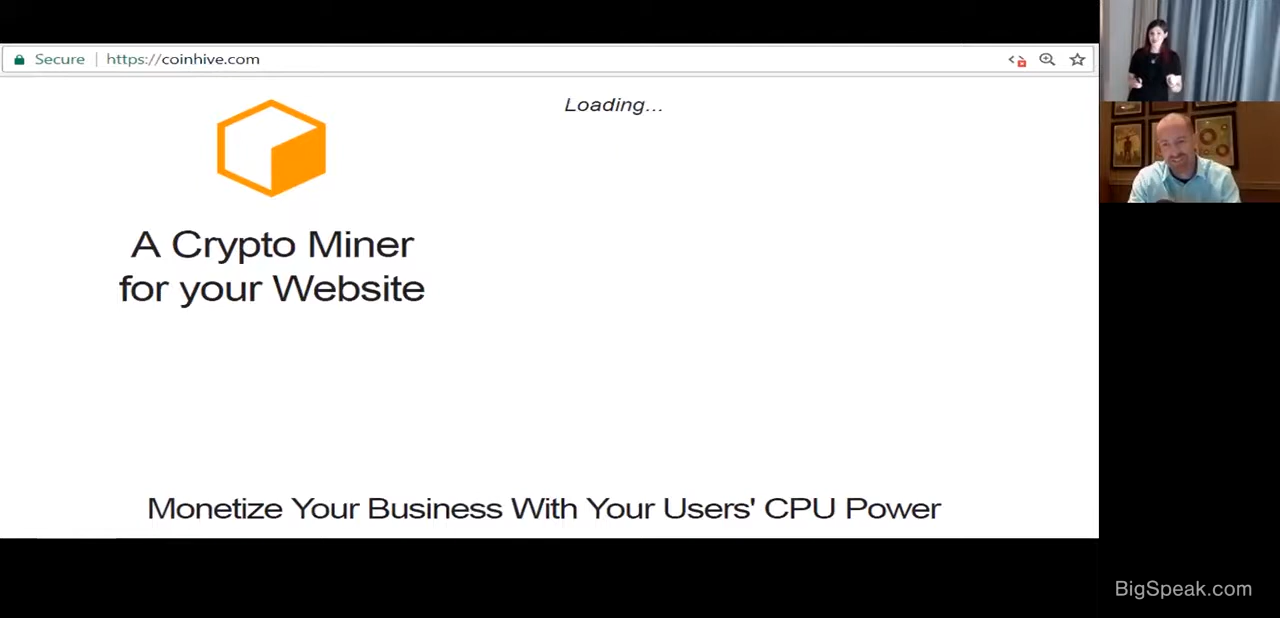 Secure
https://coinhive.com
Loading...
A Crypto Miner
for your Website
Monetize Your Business With Your Users' CPU Power
BigSpeak.com